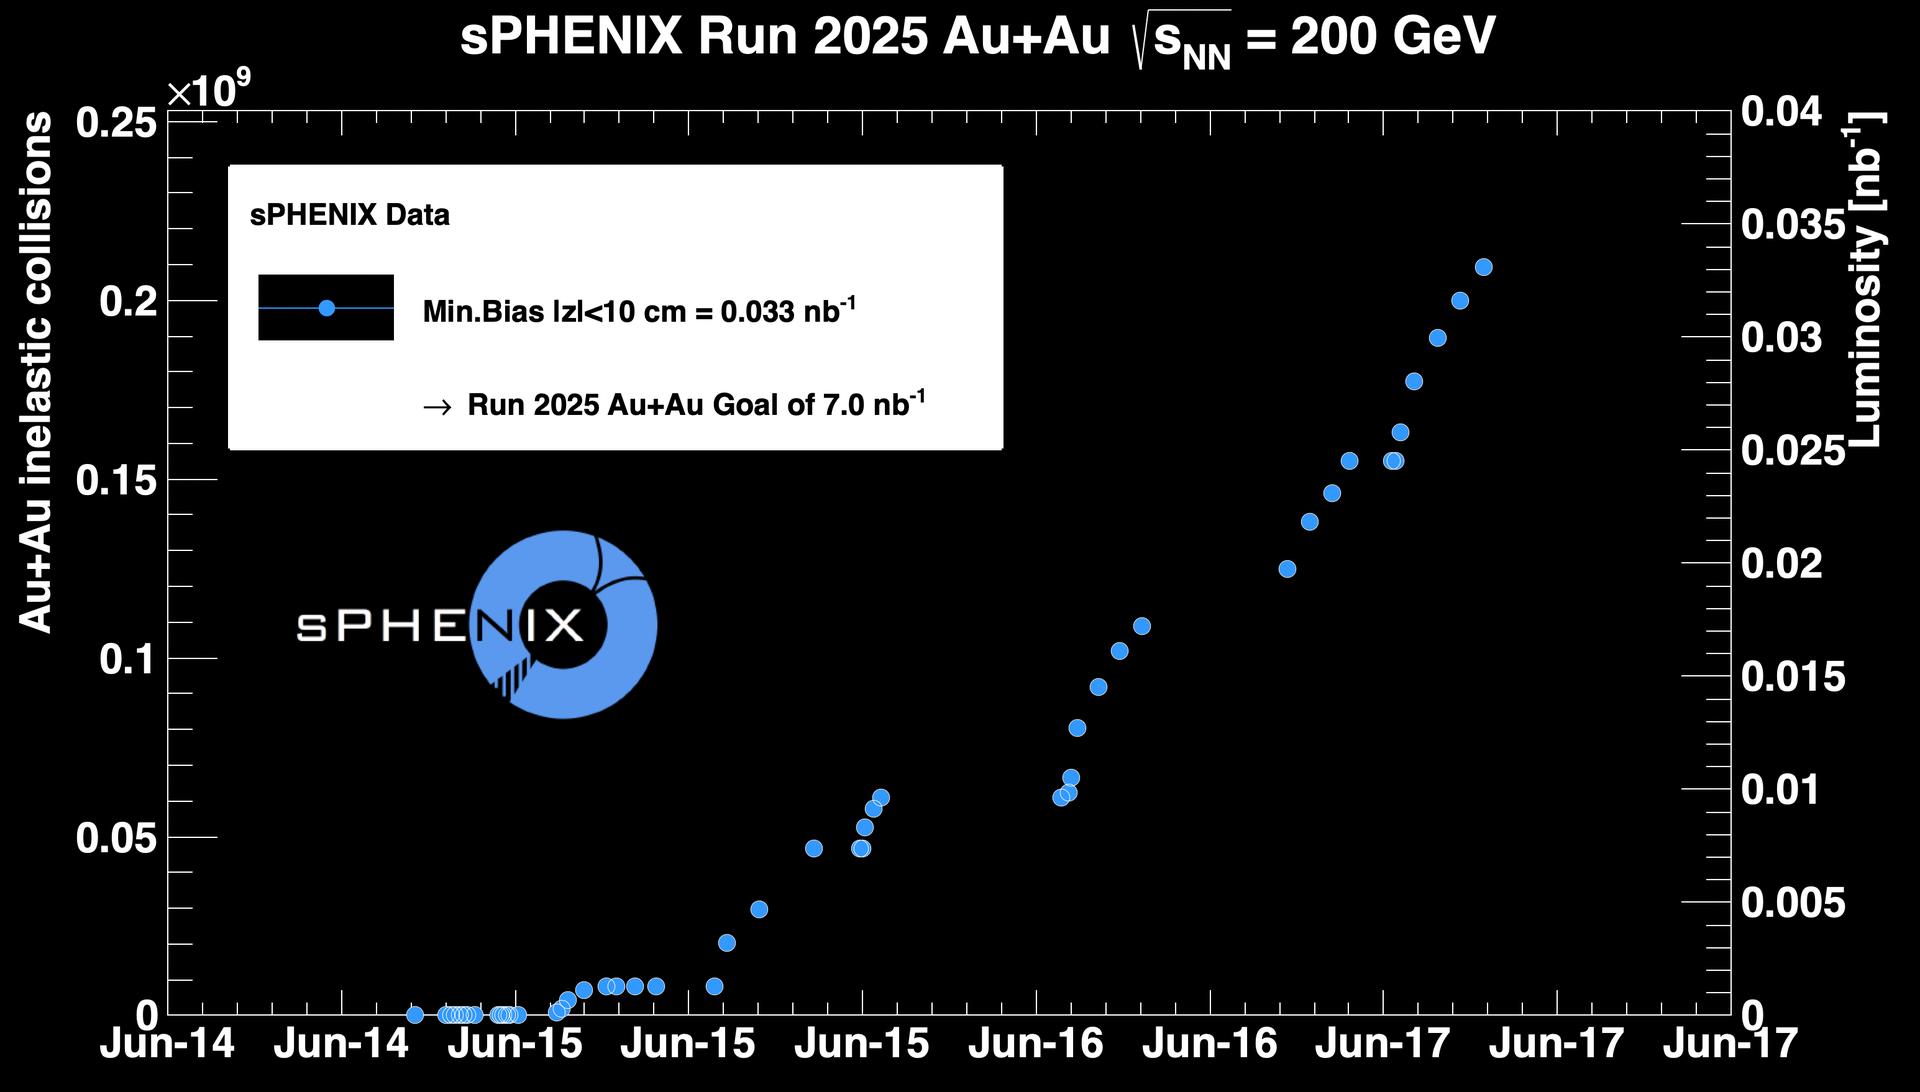 sPHENIX Run 2025 Au+Au √sNN = 200 GeV
×10⁹
Au+Au inelastic collisions
0.25
0.2
0.15
0.1
0.05
0
sPHENIX Data
Min.Bias |z|<10 cm = 0.033 nb⁻¹
→ Run 2025 Au+Au Goal of 7.0 nb⁻¹
sPHENIX
0.04
0.035
0.03
0.025
0.02
0.015
0.01
0.005
0
Luminosity [nb⁻¹]
Jun-14 Jun-14 Jun-15 Jun-15 Jun-15 Jun-16 Jun-16 Jun-17 Jun-17 Jun-17